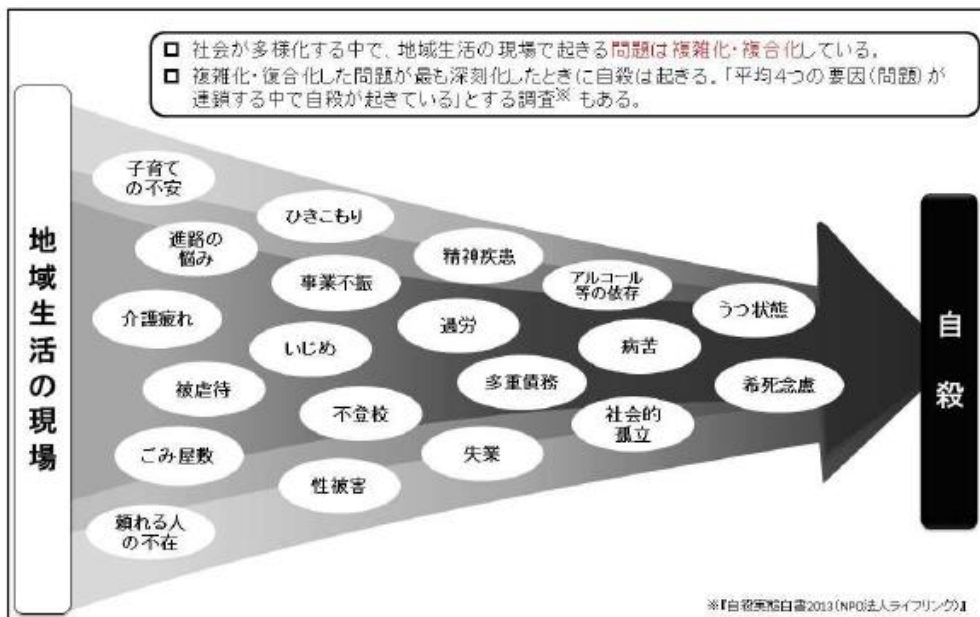 □ 社会が多様化する中で、地域生活の現場で起きる問題は複雑化・複合化している。
□ 複雑化・復合化した問題が最も深刻化したときに自殺は起きる。「平均4つの要因(問題)が
連鎖する中で自殺が起きている」とする調査※ もある。
地域生活の現場
子育て
の不安
ひきこもり
進路の
悩み
精神疾患
事業不振
アルコール
等の依存
うつ状態
介護疲れ
過労
いじめ
病苦
被虐待
多重債務
希死念慮
不登校
社会的
孤立
ごみ屋敷
失業
性被害
頼れる人
の不在
自殺
※『自殺実態白書2013(NPO法人ライフリンク)』